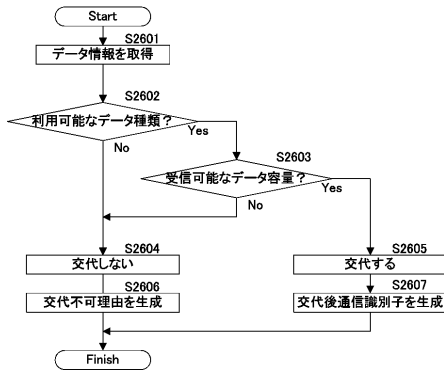 Start
S2601
データ情報を取得
S2602
利用可能なデータ種類？
Yes
No
S2603
受信可能なデータ容量？
Yes
No
S2604
交代しない
S2605
交代する
S2606
交代不可理由を生成
S2607
交代後通信識別子を生成
Finish